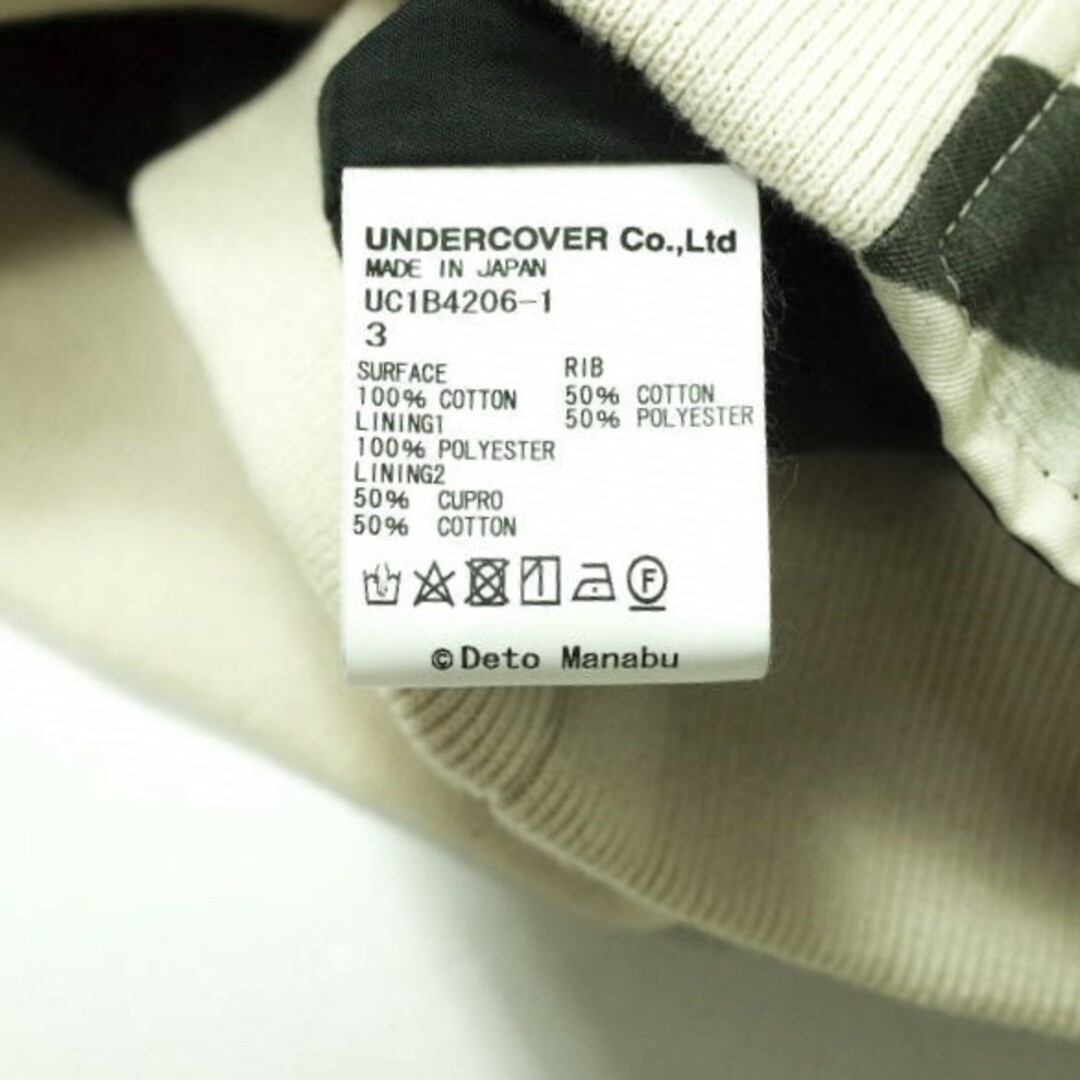 UNDERCOVER Co.,Ltd
MADE IN JAPAN
UC1B4206-1
3
SURFACE
100% COTTON
LINING1
100% POLYESTER
LINING2
50% CUPRO
50% COTTON
RIB
50% COTTON
50% POLYESTER
F
©Deto Manabu